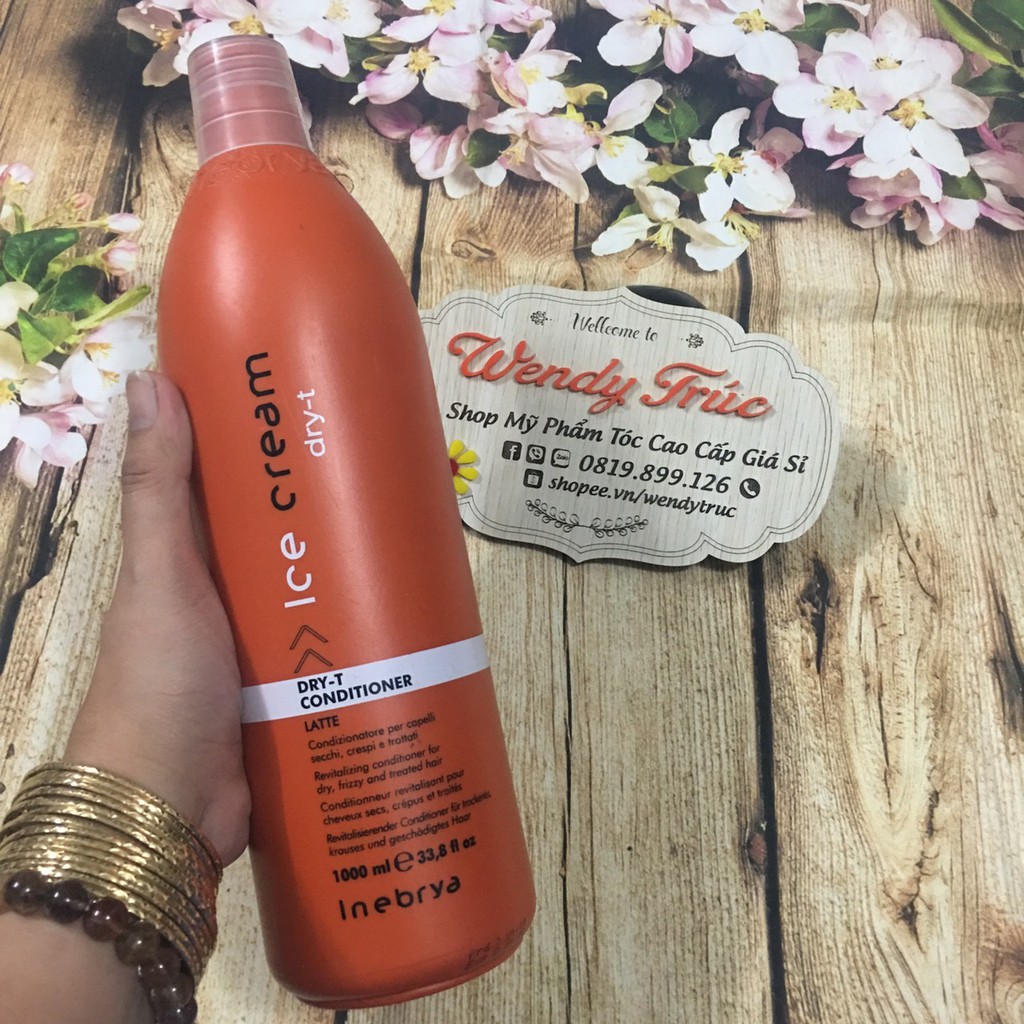 Ice cream
dry-t
DRY-T
CONDITIONER
LATTE
Condizionatore per capelli
secchi, crespi e trattati
Revitalizing conditioner for
dry, frizzy and treated hair
Conditionneur revitalisant pour
cheveux secs, crépus et traités
Revitalisierender Conditioner für trockenes,
krauses und geschädigtes Haar
1000 ml e 33,8 fl oz
Inebrya
Wellcome to
Wendy Trúc
Shop Mỹ Phẩm Tóc Cao Cấp Giá Sỉ
Zalo 0819.899.126
shopee.vn/wendytruc